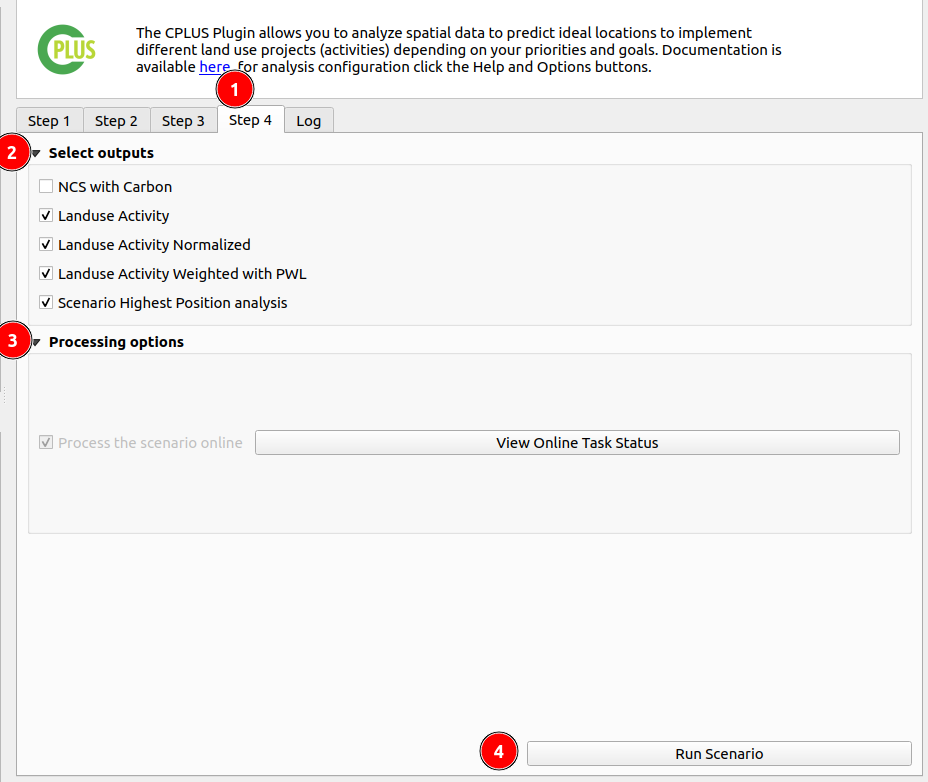 CPLUS
The CPLUS Plugin allows you to analyze spatial data to predict ideal locations to implement
different land use projects (activities) depending on your priorities and goals. Documentation is
available here, for analysis configuration click the Help and Options buttons.
1
Step 1 Step 2 Step 3 Step 4 Log
2 Select outputs
NCS with Carbon
Landuse Activity
Landuse Activity Normalized
Landuse Activity Weighted with PWL
Scenario Highest Position analysis
3 Processing options
Process the scenario online View Online Task Status
4 Run Scenario